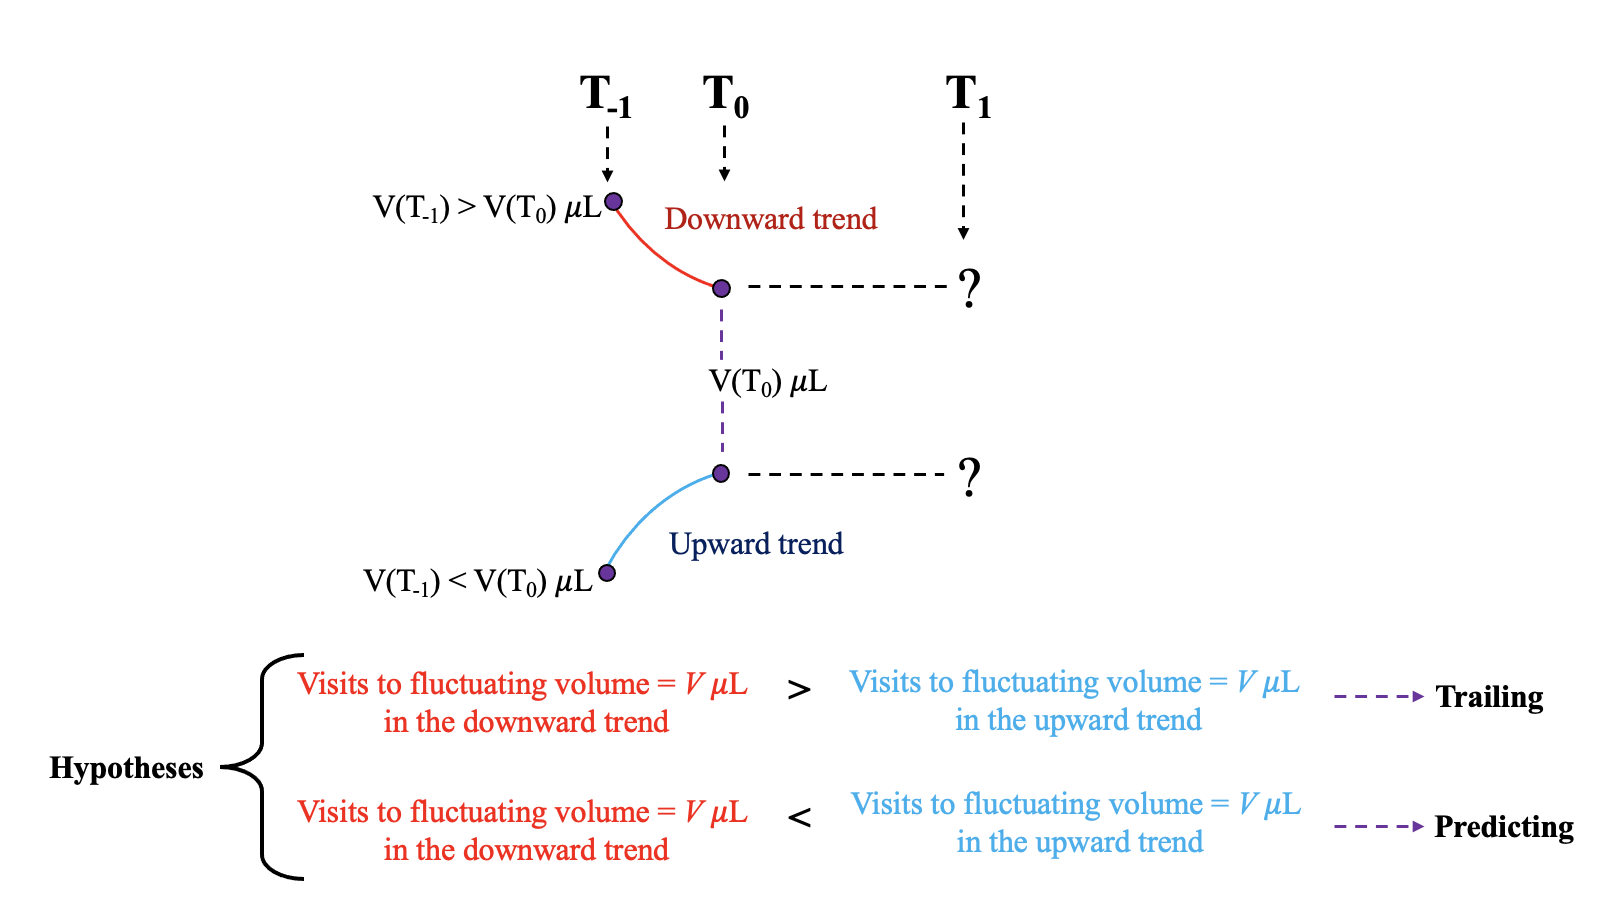 T-1 T0 T1
V(T-1) > V(T0) μL
Downward trend
?
V(T0) μL
?
Upward trend
V(T-1) < V(T0) μL
Visits to fluctuating volume = V μL
in the downward trend
>
Visits to fluctuating volume = V μL
in the upward trend
Trailing
Hypotheses
Visits to fluctuating volume = V μL
in the downward trend
<
Visits to fluctuating volume = V μL
in the upward trend
Predicting